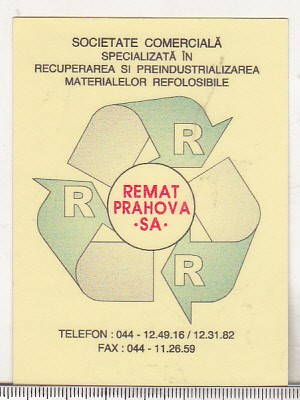 SOCIETATE COMERCIALĂ
SPECIALIZATĂ ÎN
RECUPERAREA SI PREINDUSTRIALIZAREA
MATERIALELOR REFOLOSIBILE
R
R
REMAT
PRAHOVA
·SA·
R
TELEFON : 044 - 12.49.16 / 12.31.82
FAX : 044 - 11.26.59